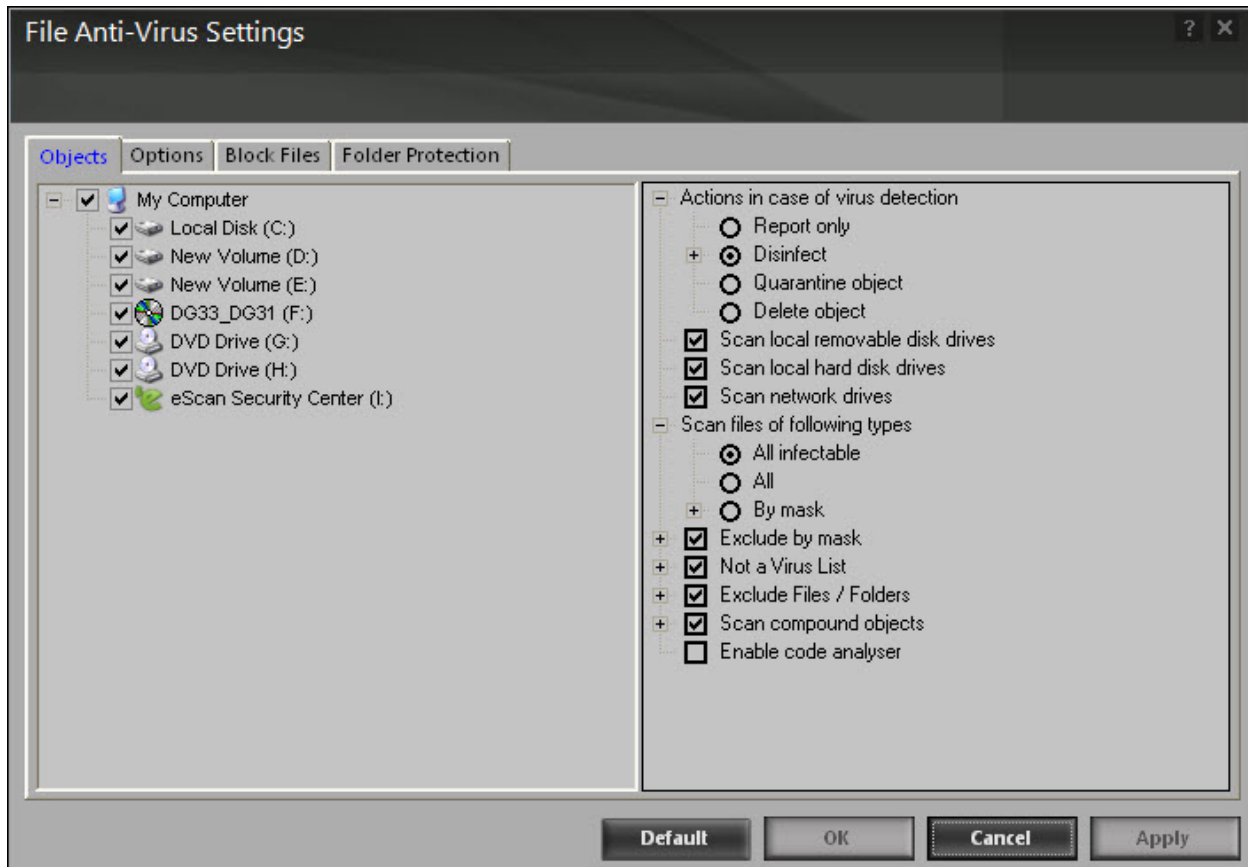 File Anti-Virus Settings
Objects
Options
Block Files
Folder Protection
My Computer
Local Disk (C:)
New Volume (D:)
New Volume (E:)
DG33_DG31 (F:)
DVD Drive (G:)
DVD Drive (H:)
eScan Security Center (I:)
Actions in case of virus detection
Report only
Disinfect
Quarantine object
Delete object
Scan local removable disk drives
Scan local hard disk drives
Scan network drives
Scan files of following types
All infectable
All
By mask
Exclude by mask
Not a Virus List
Exclude Files / Folders
Scan compound objects
Enable code analyser
Default
OK
Cancel
Apply